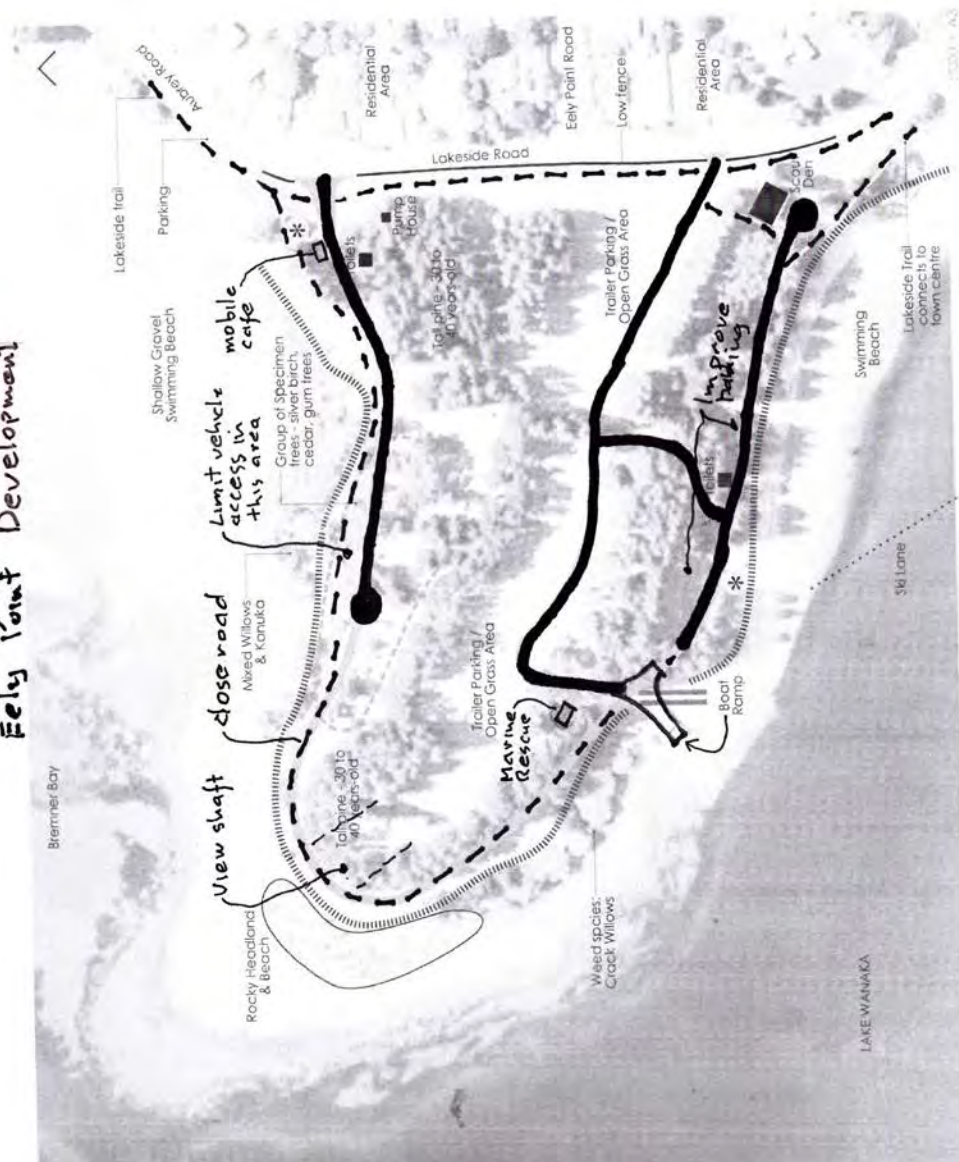 Eely Point Development
Bremner Bay
Shallow Gravel
Swimming Beach
Lakeside trail
Parking
Aubrey Road
View shaft
close road
Limit vehicle
access in
this area
mobile
cafe
Rocky Headland
& Beach
Mixed Willows
& Kanuka
Group of Specimen
trees - silver birch,
cedar, gum trees
Toilets
Pump
House
Residential
Area
Tall pine -30 to
40 years-old
Tall pine -30 to
40 years-old
Lakeside Road
Eely Point Road
Low fence
Trailer Parking /
Open Grass Area
Marine
Rescue
Trailer Parking /
Open Grass Area
Residential
Area
Improve
Toilets
Scout
Den
Weed spcies:
Crack Willows
Boat
Ramp
Swimming
Beach
Lakeside Trail
connects to
town centre
Ski Lane
LAKE WANAKA